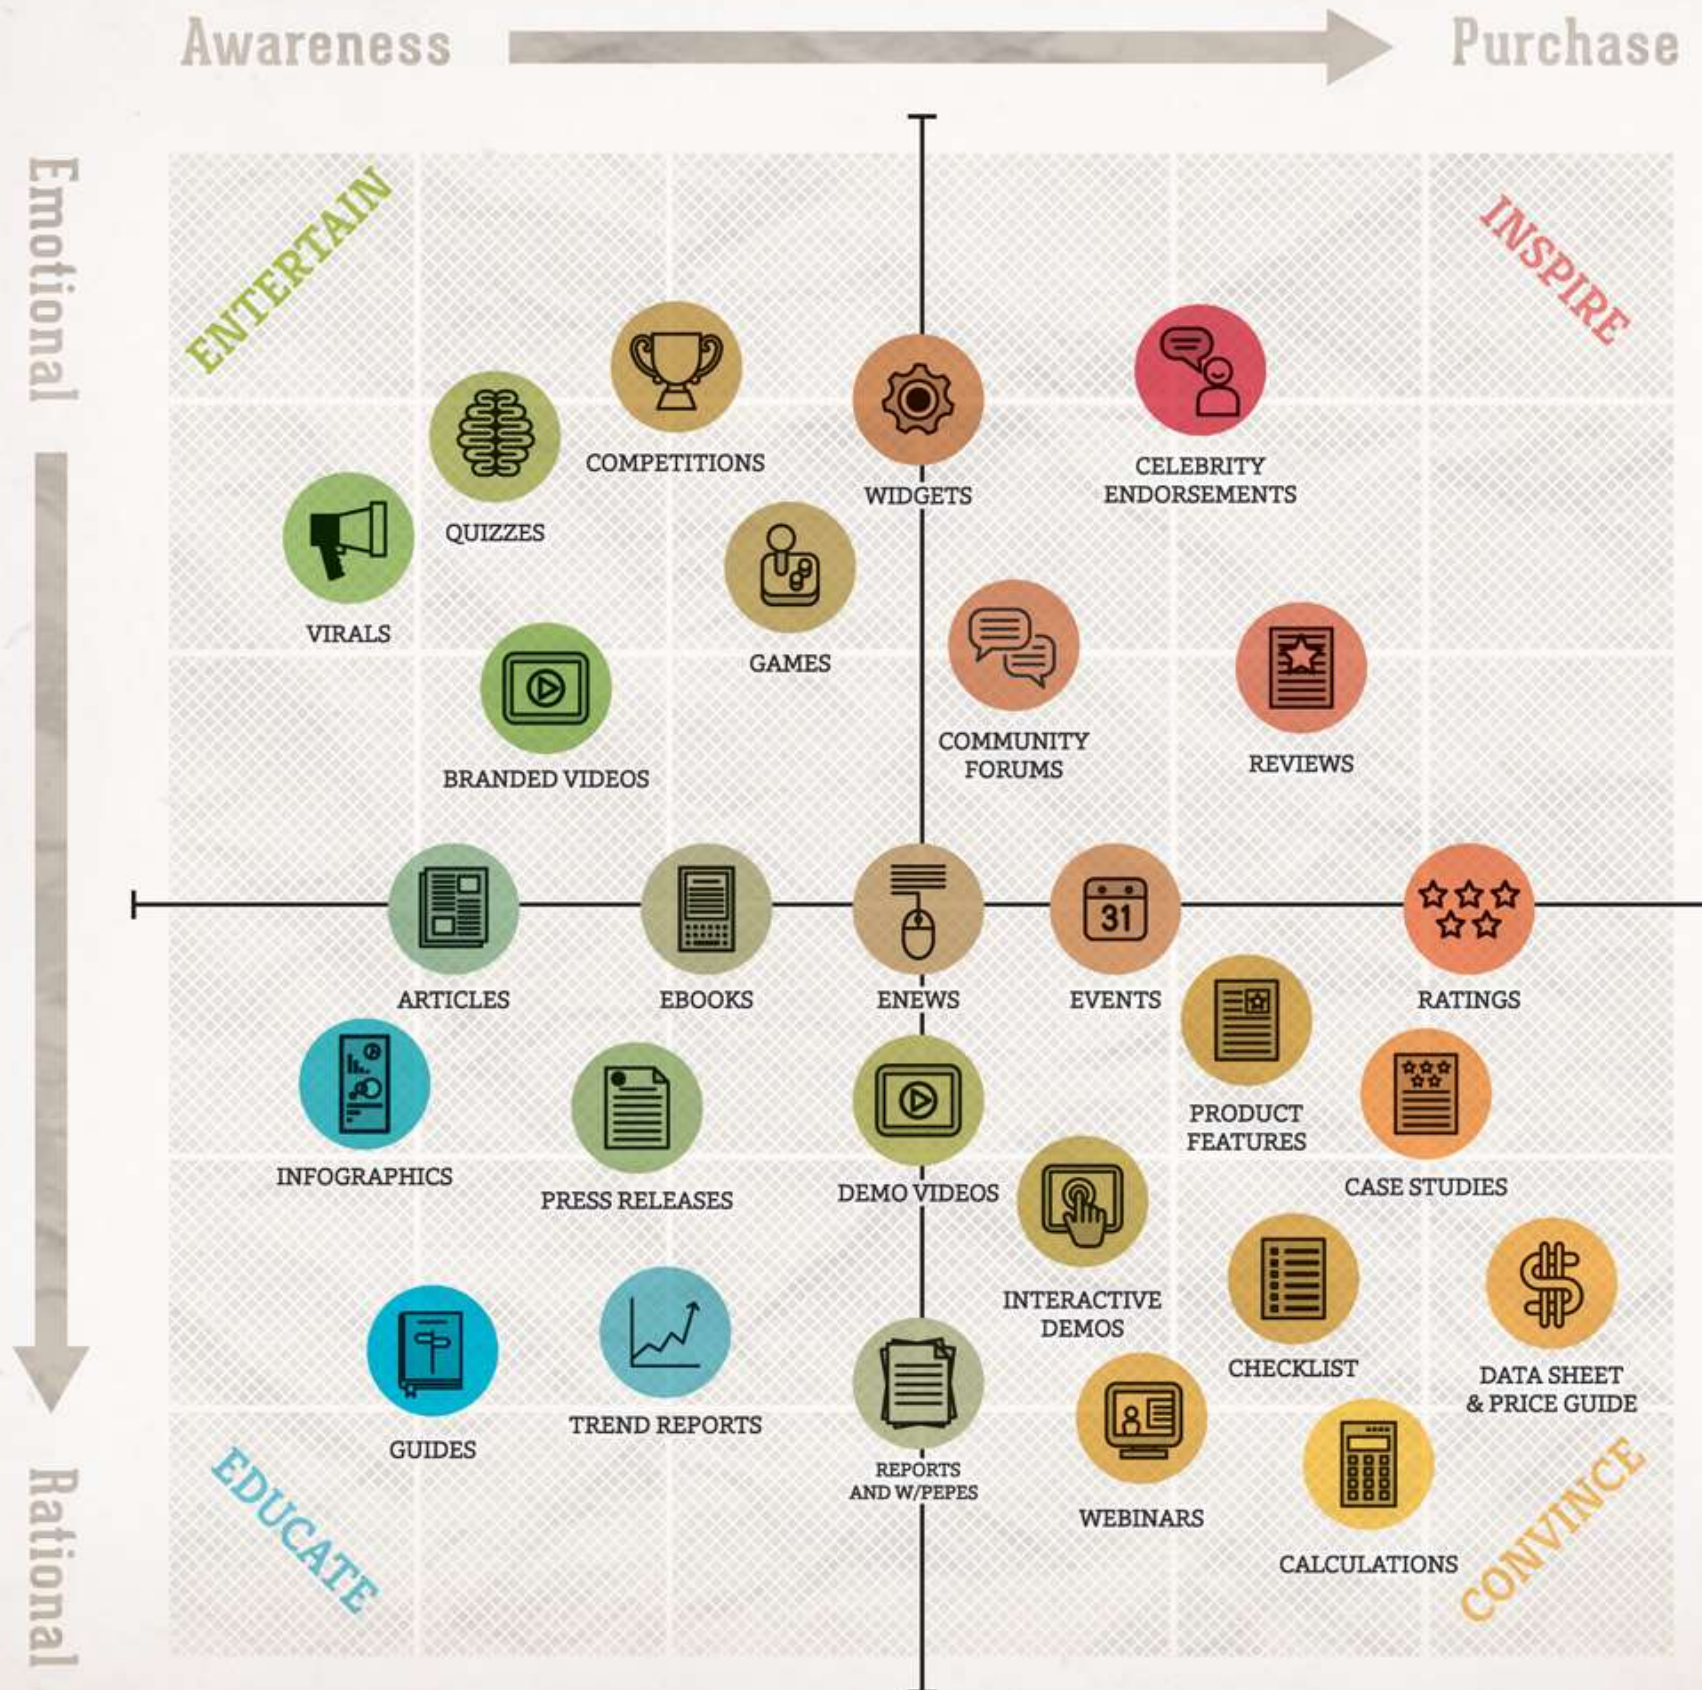 Awareness
Purchase
Emotional
Rational
ENTERTAIN
INSPIRE
COMPETITIONS
CELEBRITY
ENDORSEMENTS
WIDGETS
QUIZZES
VIRALS
GAMES
COMMUNITY
FORUMS
REVIEWS
BRANDED VIDEOS
31
ARTICLES
EBOOKS
ENEWS
EVENTS
RATINGS
PRODUCT
FEATURES
INFOGRAPHICS
PRESS RELEASES
DEMO VIDEOS
CASE STUDIES
INTERACTIVE
DEMOS
CHECKLIST
DATA SHEET
& PRICE GUIDE
GUIDES
TREND REPORTS
REPORTS
AND W/PEPES
WEBINARS
CALCULATIONS
EDUCATE
CONVINCE